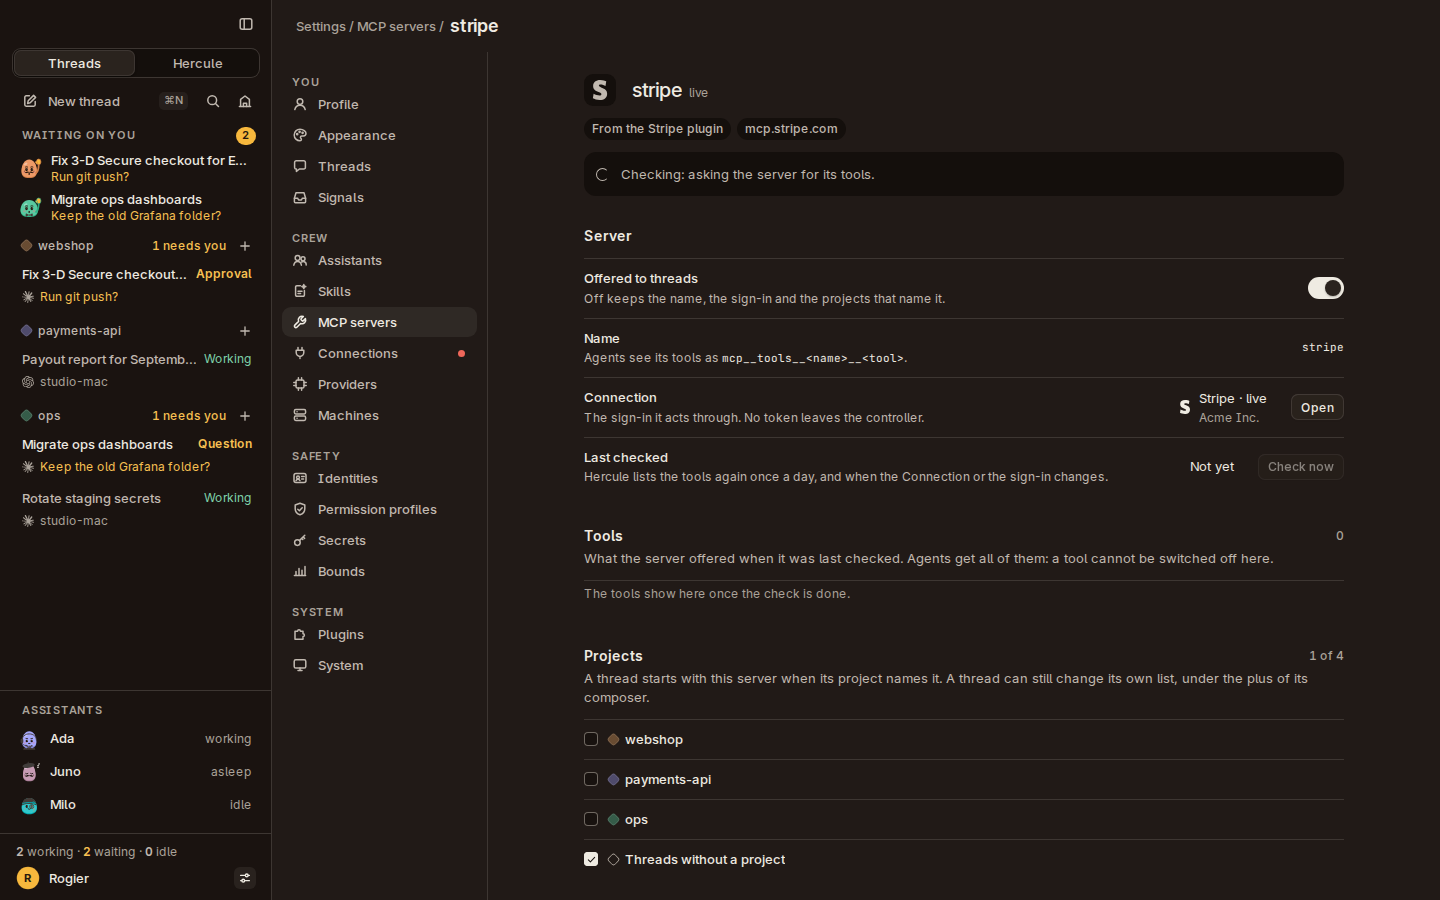 Settings / MCP servers / stripe
Threads
Hercule
New thread
⌘N
WAITING ON YOU
2
Fix 3-D Secure checkout for E...
Run git push?
Migrate ops dashboards
Keep the old Grafana folder?
webshop
1 needs you
Fix 3-D Secure checkout...
Approval
Run git push?
payments-api
Payout report for Septemb...
Working
studio-mac
ops
1 needs you
Migrate ops dashboards
Question
Keep the old Grafana folder?
Rotate staging secrets
Working
studio-mac
ASSISTANTS
Ada
working
Juno
asleep
Milo
idle
2 working · 2 waiting · 0 idle
R
Rogier
YOU
Profile
Appearance
Threads
Signals
CREW
Assistants
Skills
MCP servers
Connections
Providers
Machines
SAFETY
Identities
Permission profiles
Secrets
Bounds
SYSTEM
Plugins
System
S
stripe live
From the Stripe plugin
mcp.stripe.com
Checking: asking the server for its tools.
Server
Offered to threads
Off keeps the name, the sign-in and the projects that name it.
Name
Agents see its tools as mcp__tools__<name>__<tool>.
stripe
Connection
The sign-in it acts through. No token leaves the controller.
S
Stripe · live
Acme Inc.
Open
Last checked
Hercule lists the tools again once a day, and when the Connection or the sign-in changes.
Not yet
Check now
Tools
0
What the server offered when it was last checked. Agents get all of them: a tool cannot be switched off here.
The tools show here once the check is done.
Projects
1 of 4
A thread starts with this server when its project names it. A thread can still change its own list, under the plus of its
composer.
webshop
payments-api
ops
Threads without a project